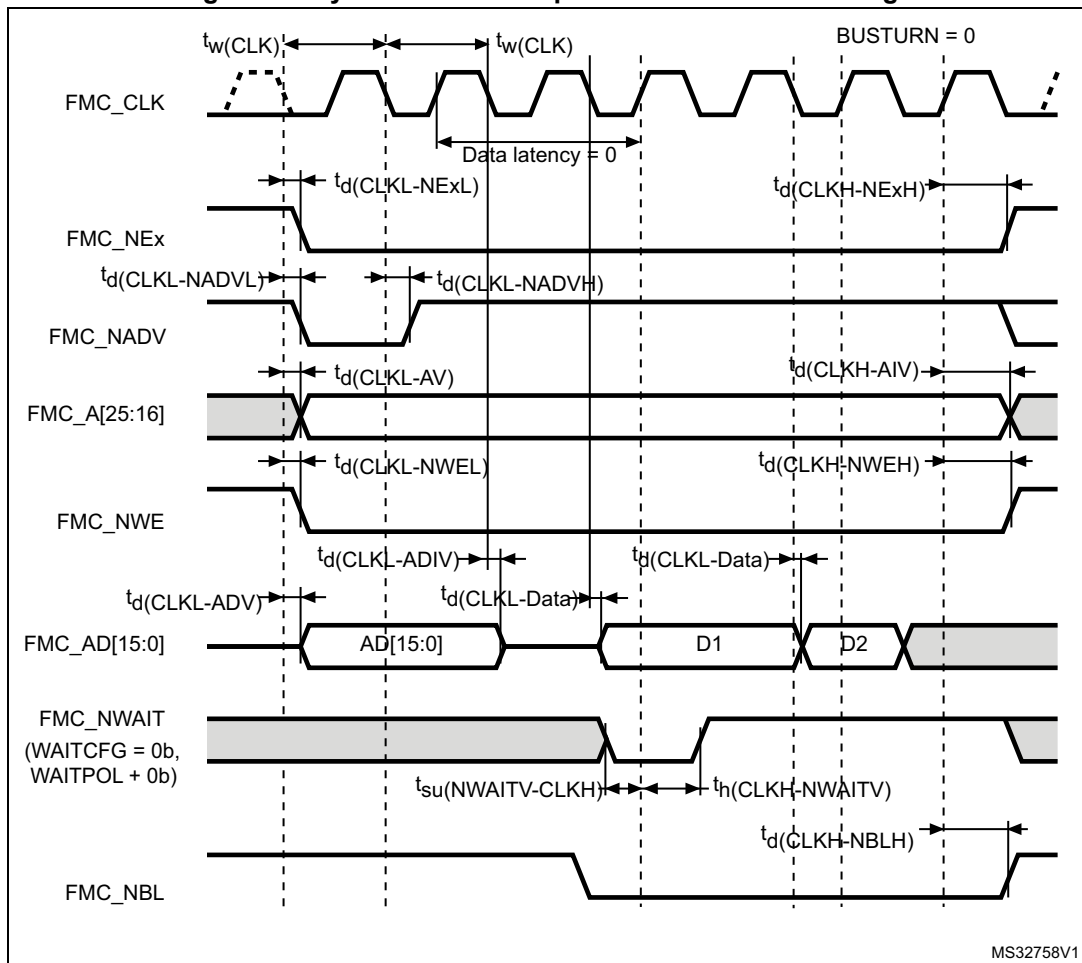 tw(CLK) tw(CLK) BUSTURN = 0
FMC_CLK
Data latency = 0
td(CLKL-NExL) td(CLKH-NExH)
FMC_NEx
td(CLKL-NADVL) td(CLKL-NADVH)
FMC_NADV
td(CLKL-AV) td(CLKH-AIV)
FMC_A[25:16]
td(CLKL-NWEL) td(CLKH-NWEH)
FMC_NWE
td(CLKL-ADIV) td(CLKL-Data)
td(CLKL-ADV) td(CLKL-Data)
FMC_AD[15:0] AD[15:0] D1 D2
FMC_NWAIT
(WAITCFG = 0b,
WAITPOL + 0b)
tsu(NWAITV-CLKH) th(CLKH-NWAITV)
td(CLKH-NBLH)
FMC_NBL
MS32758V1